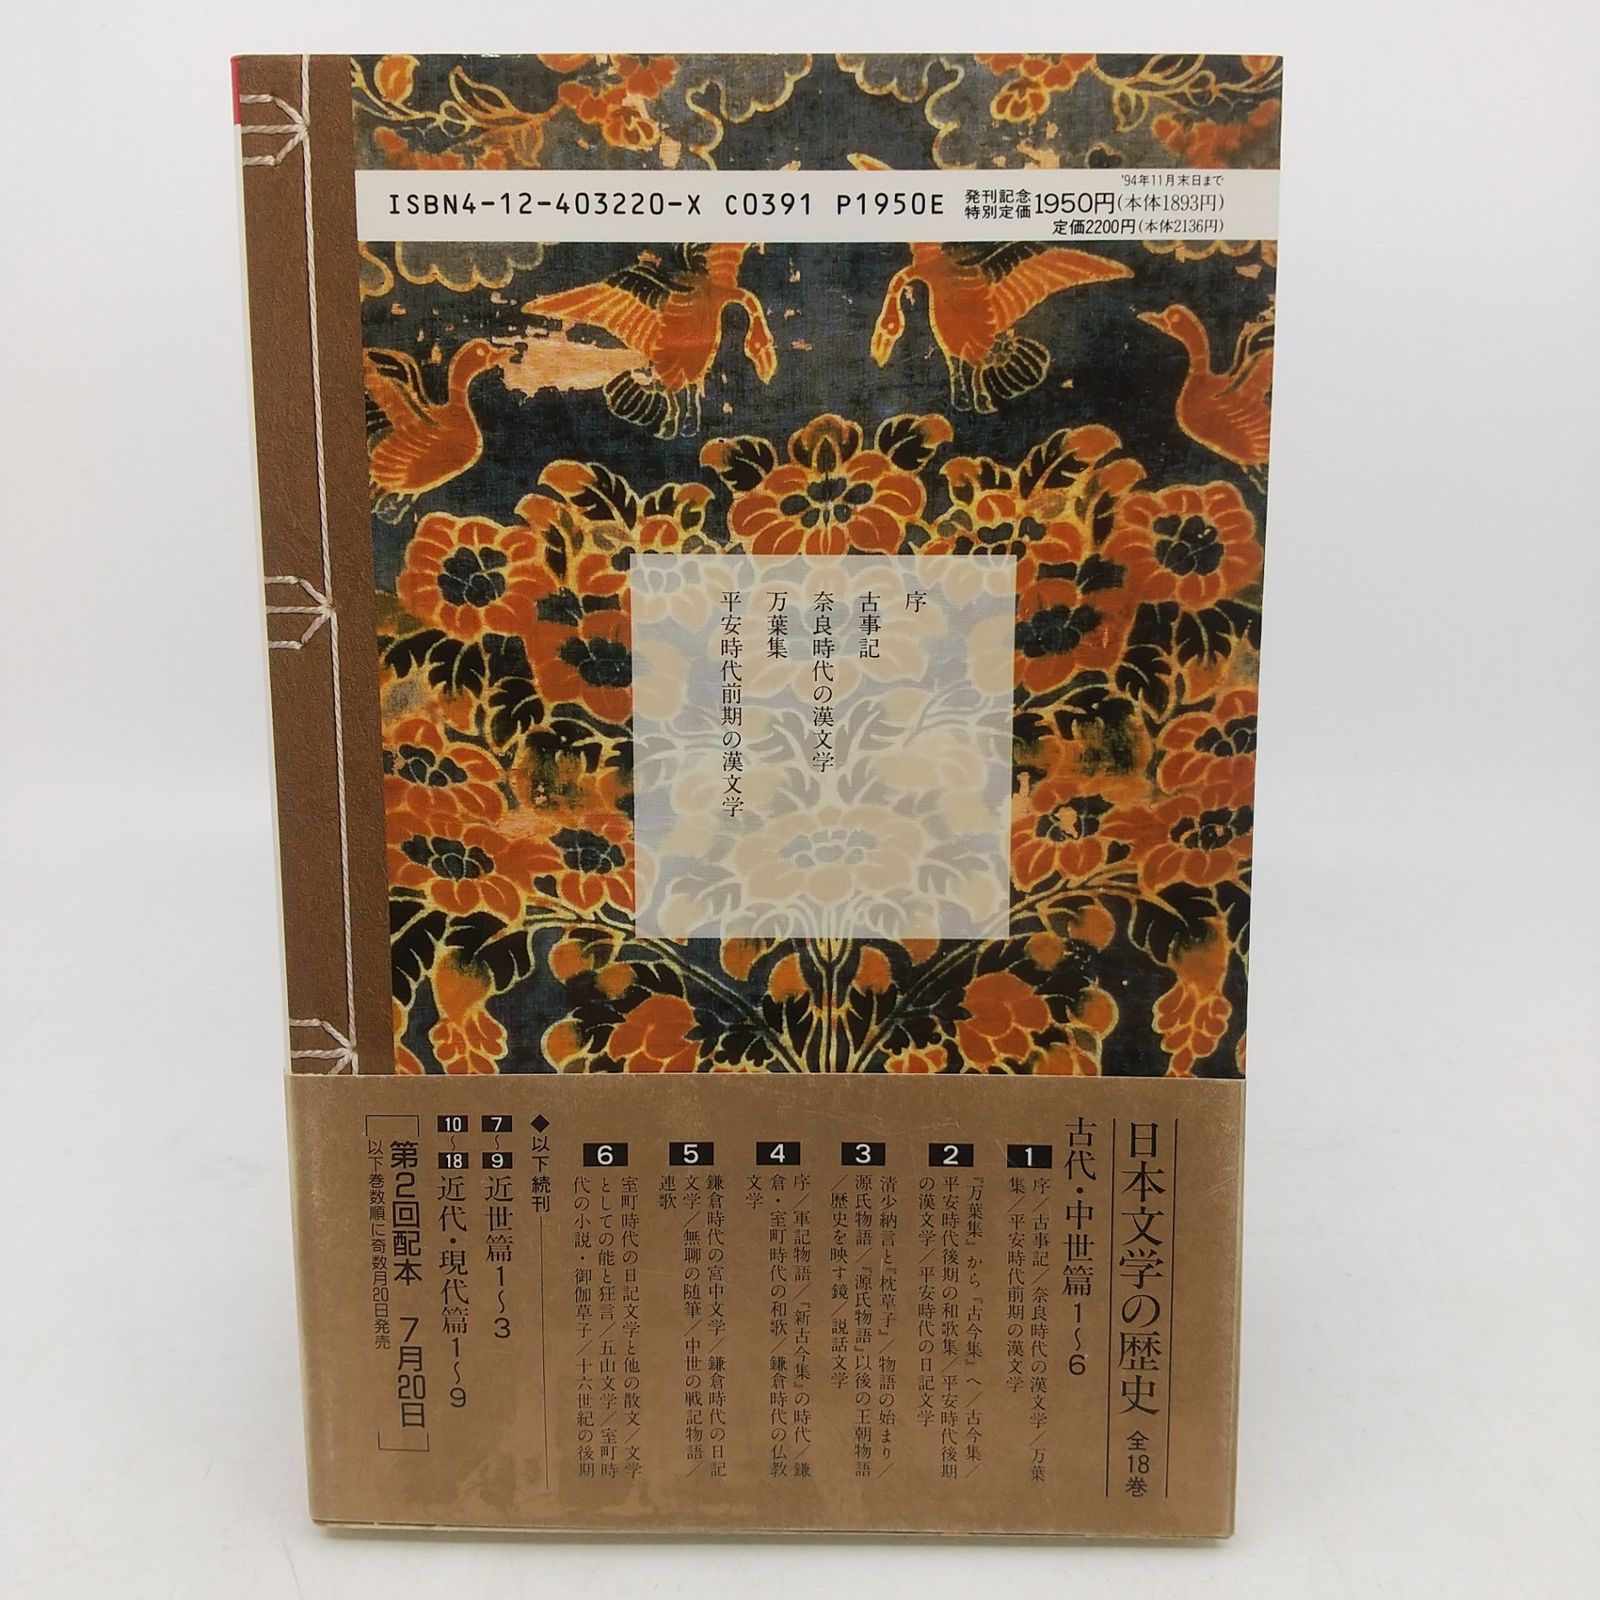 ISBN4-12-403220-X C0391 P1950E
'94年11月末日まで
発刊記念
特別定価1950円(本体1893円)
定価2200円(本体2136円)
序
古事記
奈良時代の漢文学
万葉集
平安時代前期の漢文学
日本文学の歴史 全18巻
古代・中世篇1〜6
1
序/古事記/奈良時代の漢文学/万葉
集/平安時代前期の漢文学
2
『万葉集』から『古今集』へ/古今集/
平安時代後期の和歌集/平安時代後期
の漢文学/平安時代の日記文学
3
清少納言と『枕草子』/物語の始まり/
源氏物語/『源氏物語』以後の王朝物語
/歴史を映す鏡/説話文学
4
序/軍記物語/『新古今集』の時代/鎌
倉・室町時代の和歌/鎌倉時代の仏教
文学
5
鎌倉時代の宮中文学/鎌倉時代の日記
文学/無聊の随筆/中世の戦記物語/
連歌
6
室町時代の日記文学と他の散文/文学
としての能と狂言/五山文学/室町時
代の小説・御伽草子/十六世紀の後期
◆以下続刊
7〜9近世篇1〜3
10〜18近代・現代篇1〜9
第2回配本 7月20日
以下巻数順に奇数月20日発売